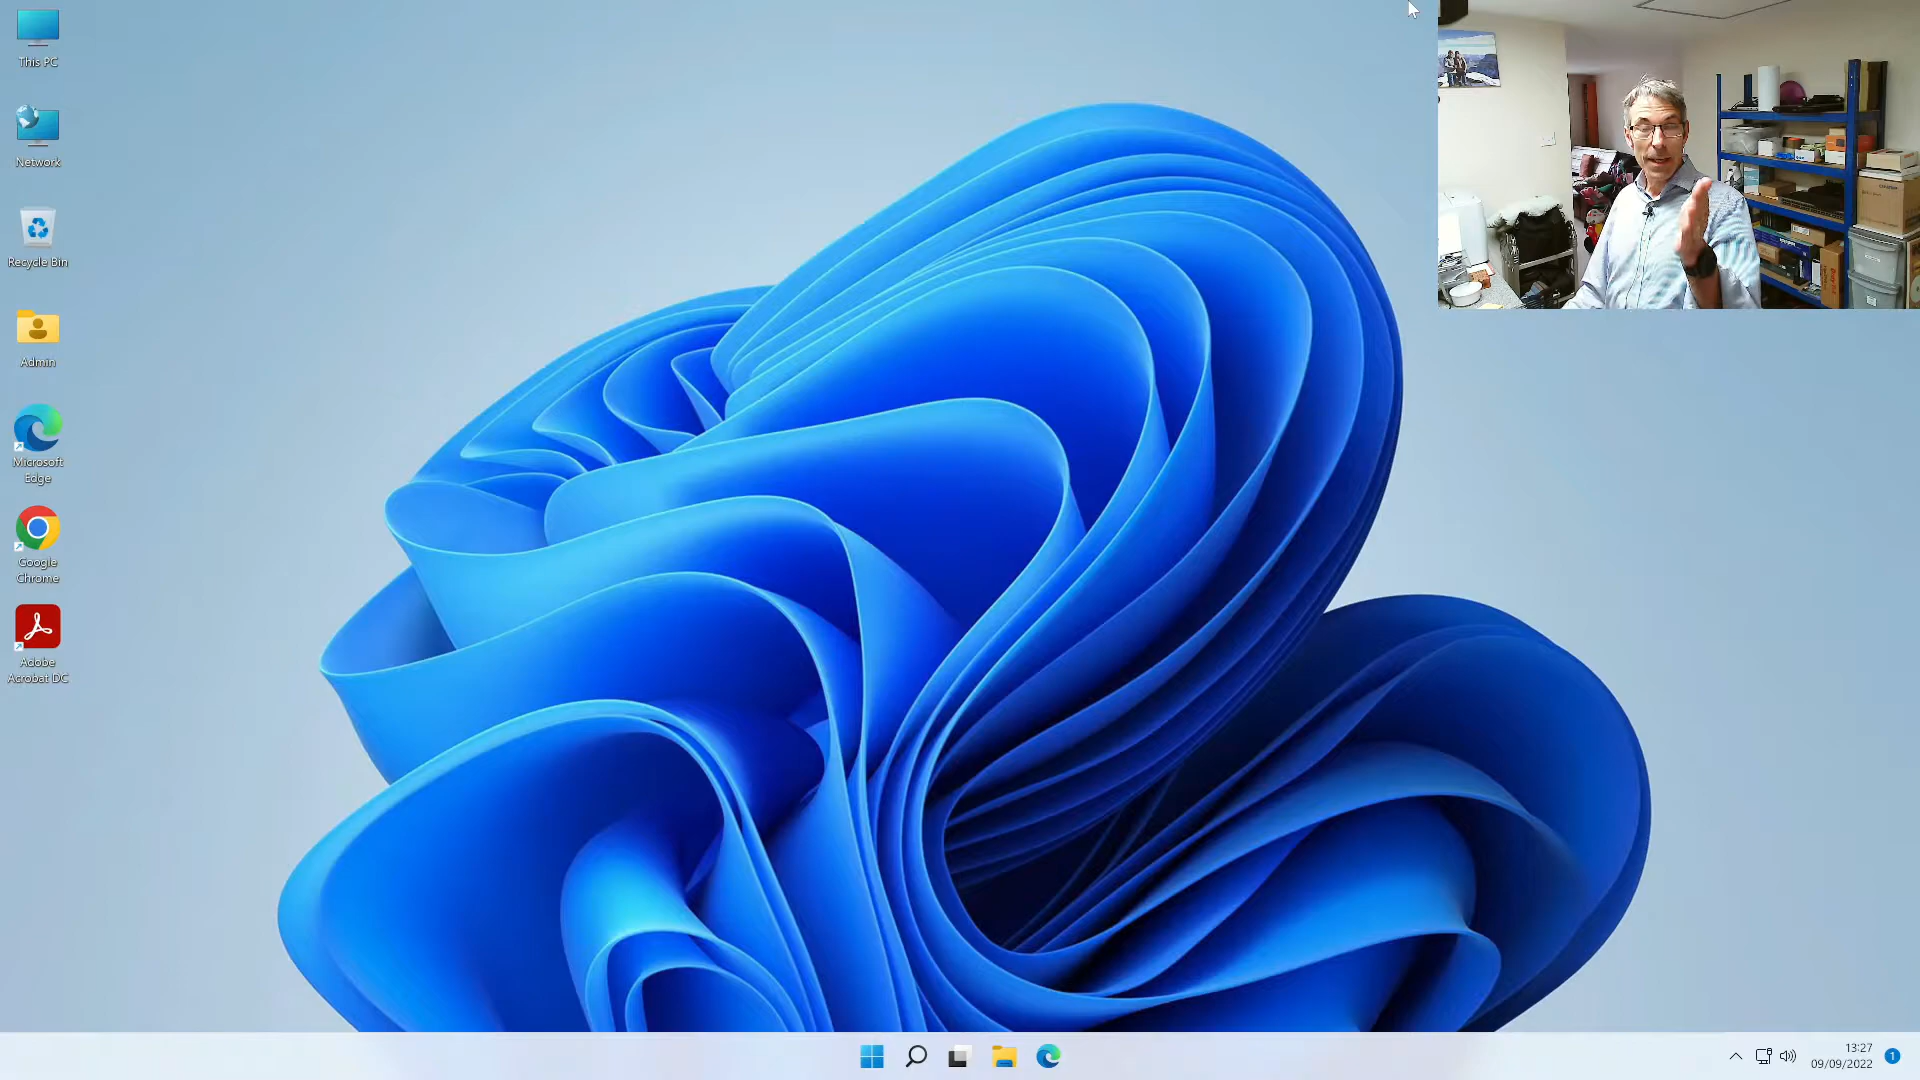 This PC
Network
Recycle Bin
Admin
Microsoft
Edge
Google
Chrome
Adobe
Acrobat DC
13:27
09/09/2022
1